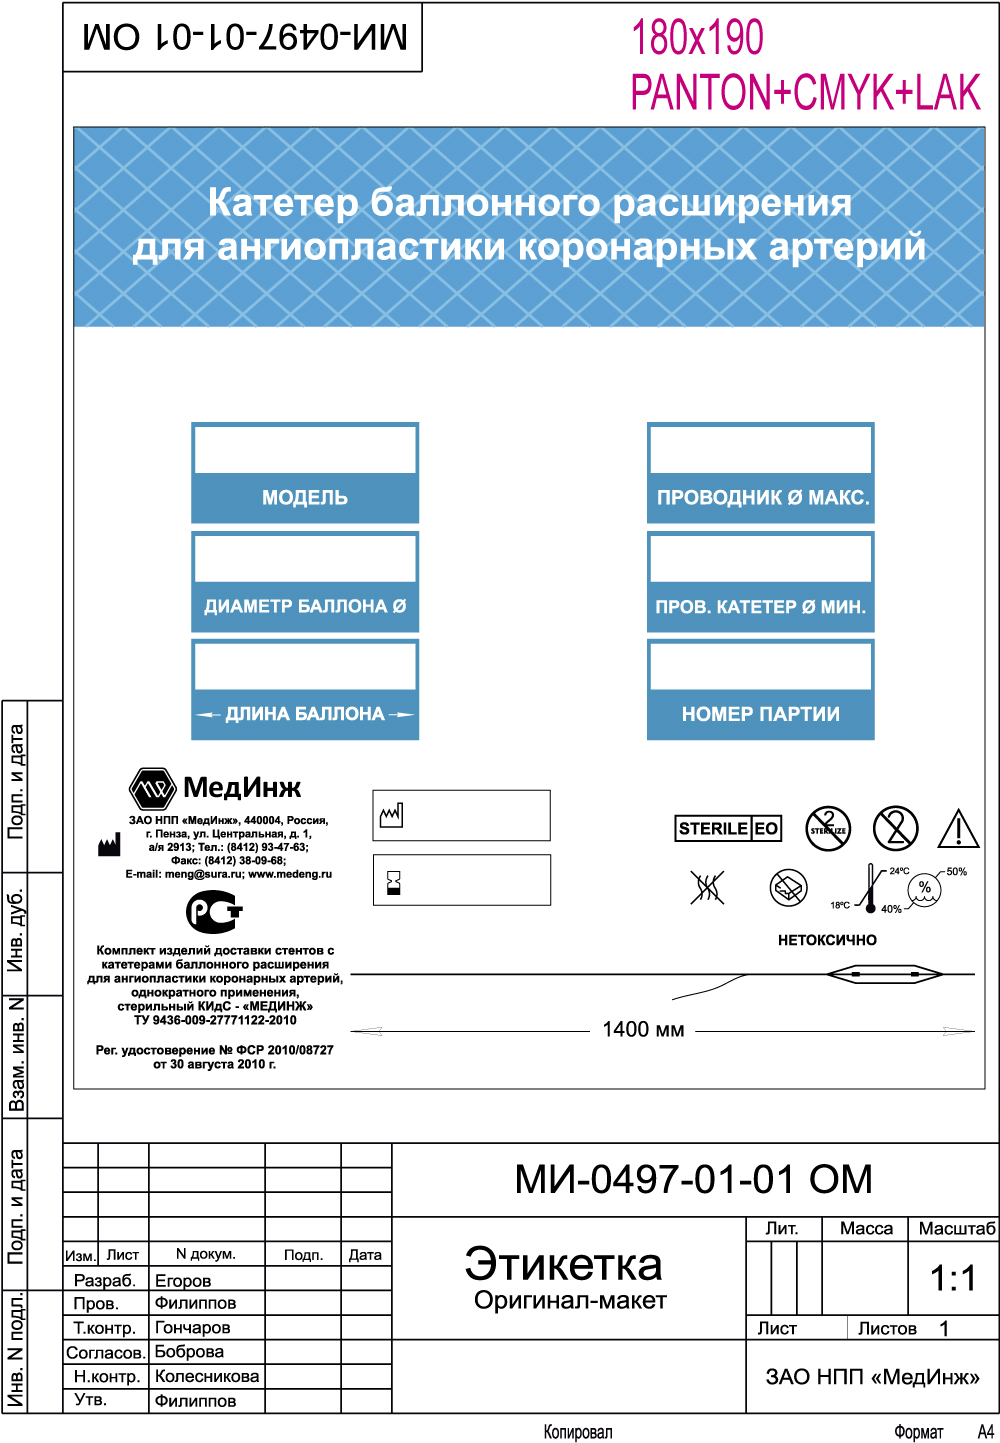 МИ-0497-01-01 ОМ
180x190
PANTON+CMYK+LAK
Катетер баллонного расширения
для ангиопластики коронарных артерий
МОДЕЛЬ
ПРОВОДНИК Ø МАКС.
ДИАМЕТР БАЛЛОНА Ø
ПРОВ. КАТЕТЕР Ø МИН.
ДЛИНА БАЛЛОНА
НОМЕР ПАРТИИ
МедИнж
ЗАО НПП «МедИнж», 440004, Россия,
г. Пенза, ул. Центральная, д. 1,
а/я 2913; Тел.: (8412) 93-47-63;
Факс: (8412) 38-09-68;
E-mail: meng@sura.ru; www.medeng.ru
РСТ
Комплект изделий доставки стентов с
катетерами баллонного расширения
для ангиопластики коронарных артерий,
однократного применения,
стерильный КИдС - «МЕДИНЖ»
ТУ 9436-009-27771122-2010
Рег. удостоверение № ФСР 2010/08727
от 30 августа 2010 г.
STERILE EO
2
STERILIZE
2
!
24ºC
18ºC
50%
%
40%
НЕТОКСИЧНО
1400 мм
Подп. и дата
Инв. дуб.
Взам. инв. N
Подп. и дата
Инв. N подл.
МИ-0497-01-01 ОМ
Изм. Лист N докум. Подп. Дата
Разраб. Егоров
Пров. Филиппов
Т.контр. Гончаров
Согласов. Боброва
Н.контр. Колесникова
Утв. Филиппов
Этикетка
Оригинал-макет
Лит. Масса Масштаб
1:1
Лист Листов 1
ЗАО НПП «МедИнж»
Копировал Формат А4